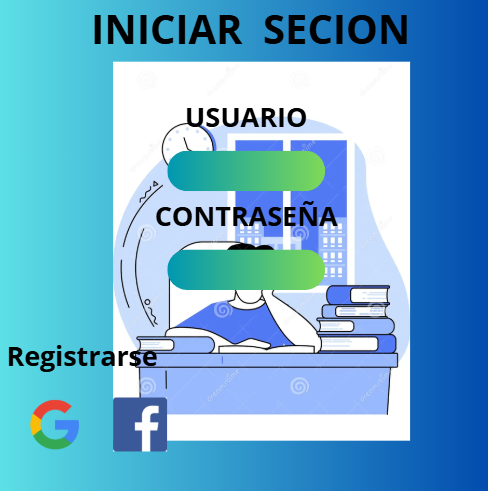 INICIAR SECION
USUARIO
CONTRASEÑA
Registrarse